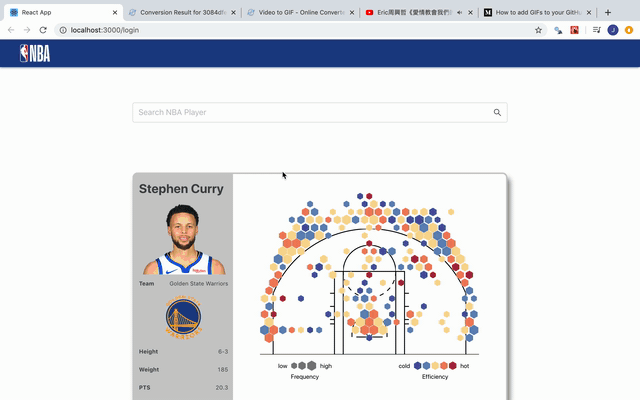 React App
Conversion Result for 3084dfe
Video to GIF - Online Converte
Eric周興哲《愛情教會我們的
How to add GIFs to your GitHu
localhost:3000/login
J
NBA
Search NBA Player
Stephen Curry
Team Golden State Warriors
WARRIORS
Height 6-3
Weight 185
PTS 20.3
low high
Frequency
cold hot
Efficiency